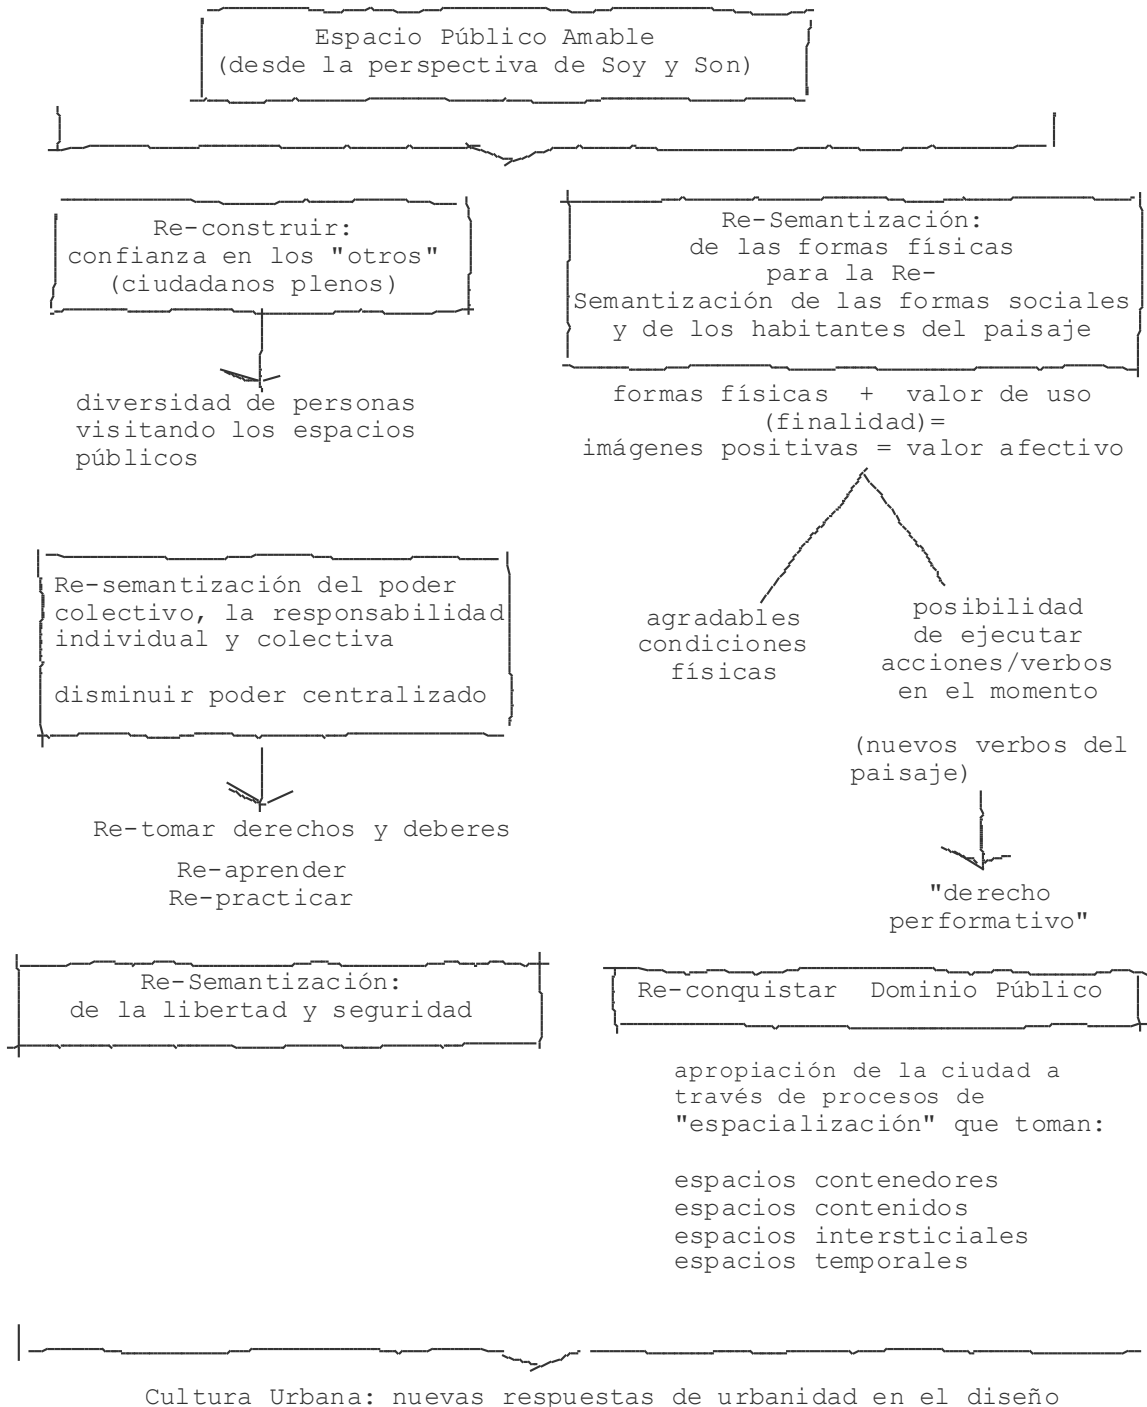 Espacio Público Amable
(desde la perspectiva de Soy y Son)
Re-construir:
confianza en los "otros"
(ciudadanos plenos)
diversidad de personas
visitando los espacios
públicos
Re-semantización del poder
colectivo, la responsabilidad
individual y colectiva
disminuir poder centralizado
Re-tomar derechos y deberes
Re-aprender
Re-practicar
Re-Semantización:
de la libertad y seguridad
Re-Semantización:
de las formas físicas
para la Re-
Semantización de las formas sociales
y de los habitantes del paisaje
formas físicas + valor de uso
(finalidad)=
imágenes positivas = valor afectivo
agradables
condiciones
físicas
posibilidad
de ejecutar
acciones/verbos
en el momento
(nuevos verbos del
paisaje)
"derecho
performativo"
Re-conquistar Dominio Público
apropiación de la ciudad a
través de procesos de
"espacialización" que toman:
espacios contenedores
espacios contenidos
espacios intersticiales
espacios temporales
Cultura Urbana: nuevas respuestas de urbanidad en el diseño